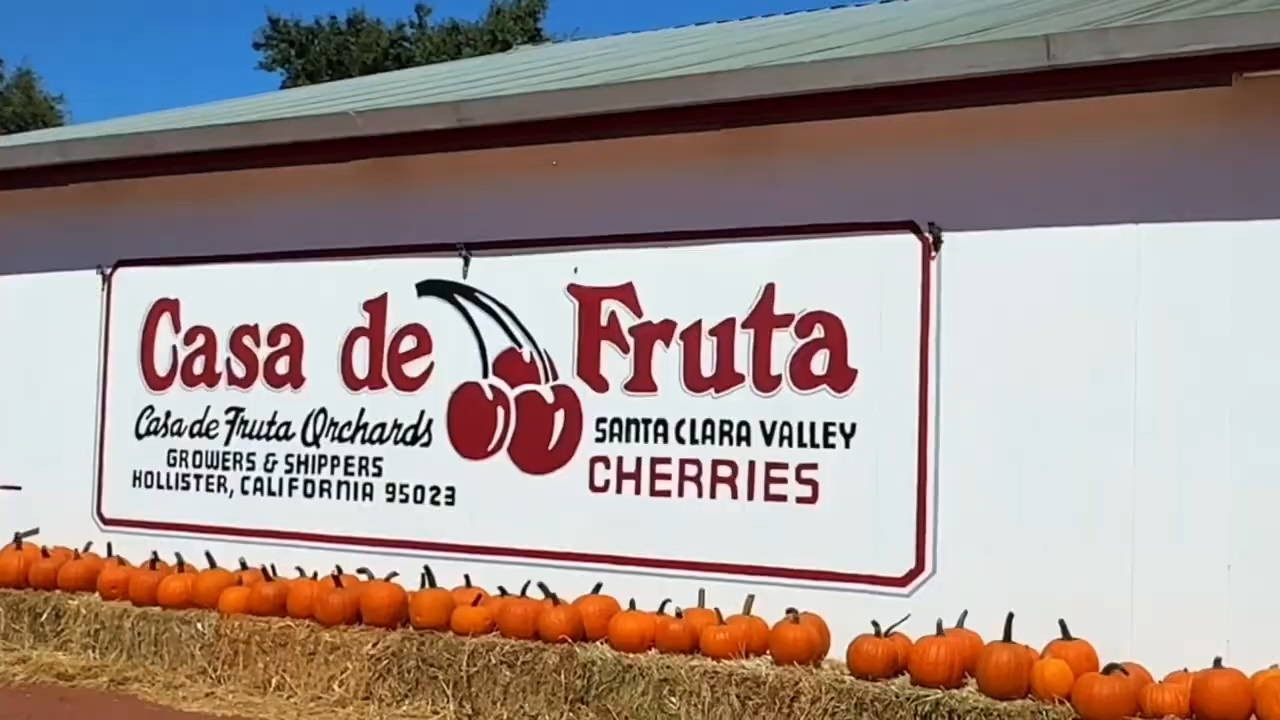 Casa de Fruta
Casa de Fruta Orchards
GROWERS & SHIPPERS
HOLLISTER, CALIFORNIA 95023
SANTA CLARA VALLEY
CHERRIES